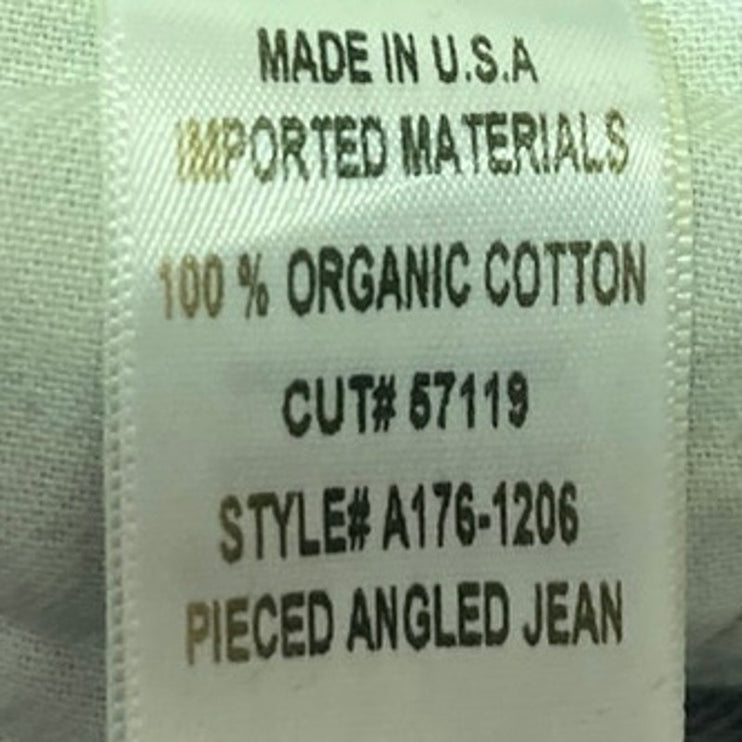 MADE IN U.S.A
IMPORTED MATERIALS
100 % ORGANIC COTTON
CUT# 57119
STYLE# A176-1206
PIECED ANGLED JEAN